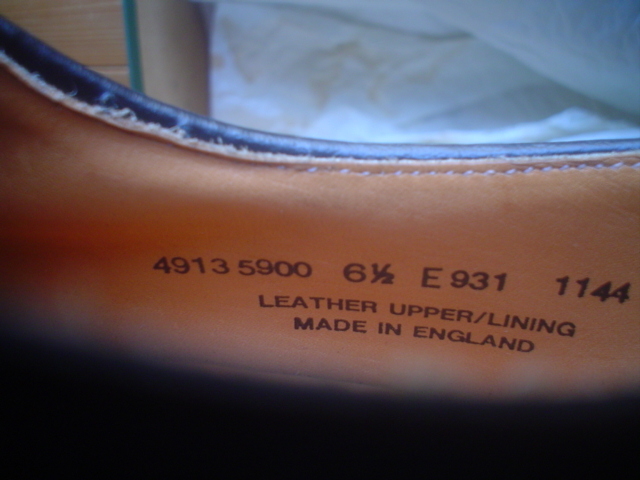 4913 5900 6½ E 931 1144
LEATHER UPPER/LINING
MADE IN ENGLAND